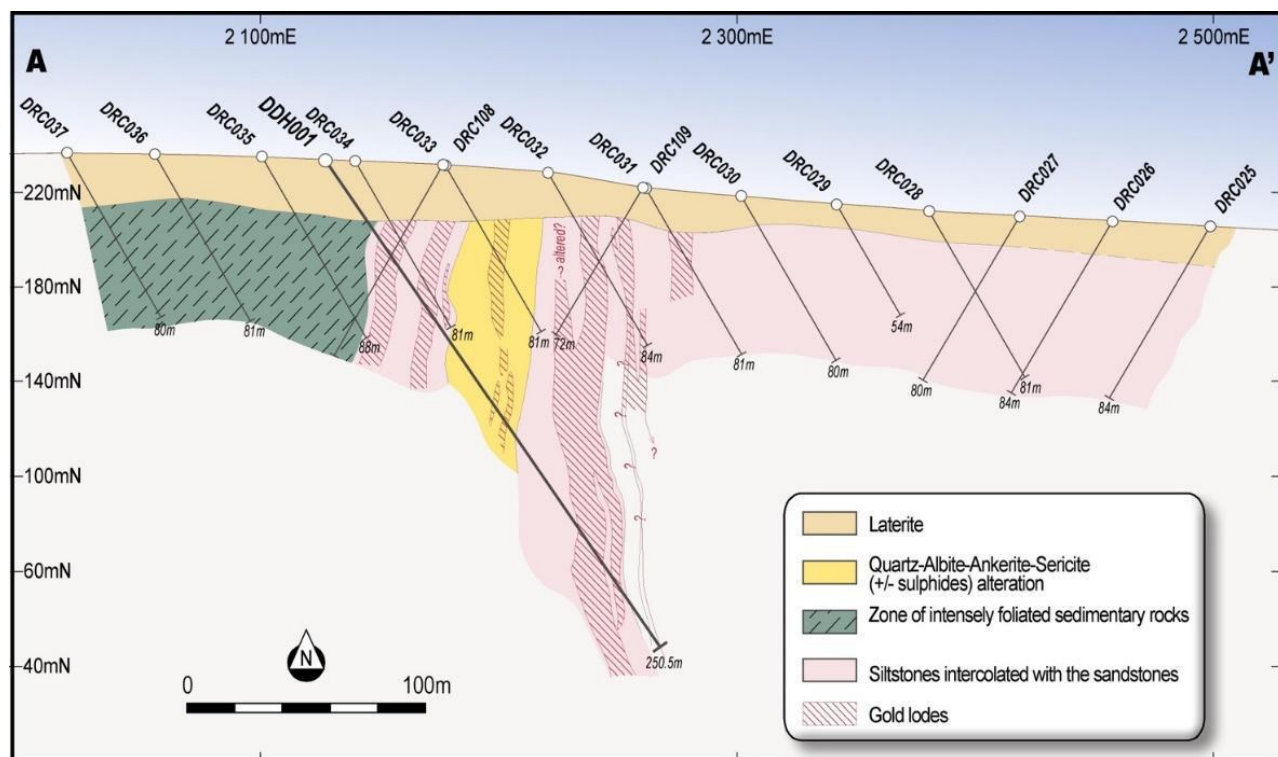 2 100mE
2 300mE
2 500mE
A
A'
DRC037
DRC036
DRC035
DDH001
DRC034
DRC033
DRC108
DRC032
DRC031
DRC109
DRC030
DRC029
DRC028
DRC027
DRC026
DRC025
220mN
180mN
140mN
100mN
60mN
40mN
80m
81m
88m
81m
81m
72m
84m
81m
80m
54m
80m
84m
81m
84m
250.5m
altered?
?
?
?
?
?
?
Laterite
Quartz-Albite-Ankerite-Sericite
(+/- sulphides) alteration
Zone of intensely foliated sedimentary rocks
Siltstones intercolated with the sandstones
Gold lodes
N
0
100m